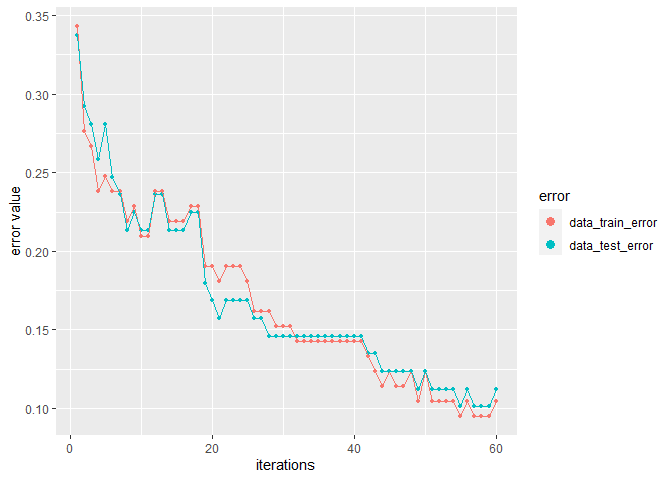 0.35
0.30
0.25
0.20
0.15
0.10
error value
0
20
40
60
iterations
error
data_train_error
data_test_error